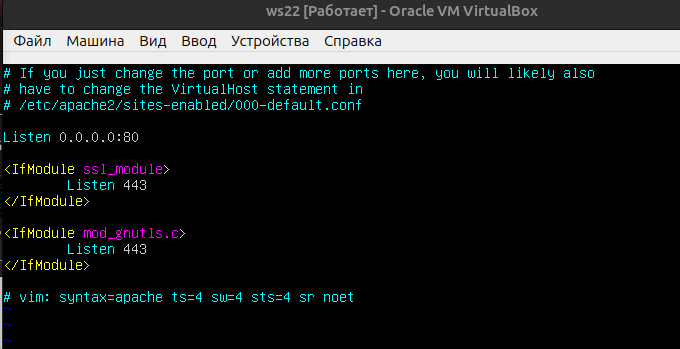 ws22 [Работает] - Oracle VM VirtualBox
Файл Машина Вид Ввод Устройства Справка
# If you just change the port or add more ports here, you will likely also
# have to change the VirtualHost statement in
# /etc/apache2/sites-enabled/000-default.conf
Listen 0.0.0.0:80
<IfModule ssl_module>
Listen 443
</IfModule>
<IfModule mod_gnutls.c>
Listen 443
</IfModule>
# vim: syntax=apache ts=4 sw=4 sts=4 sr noet
~
~
~